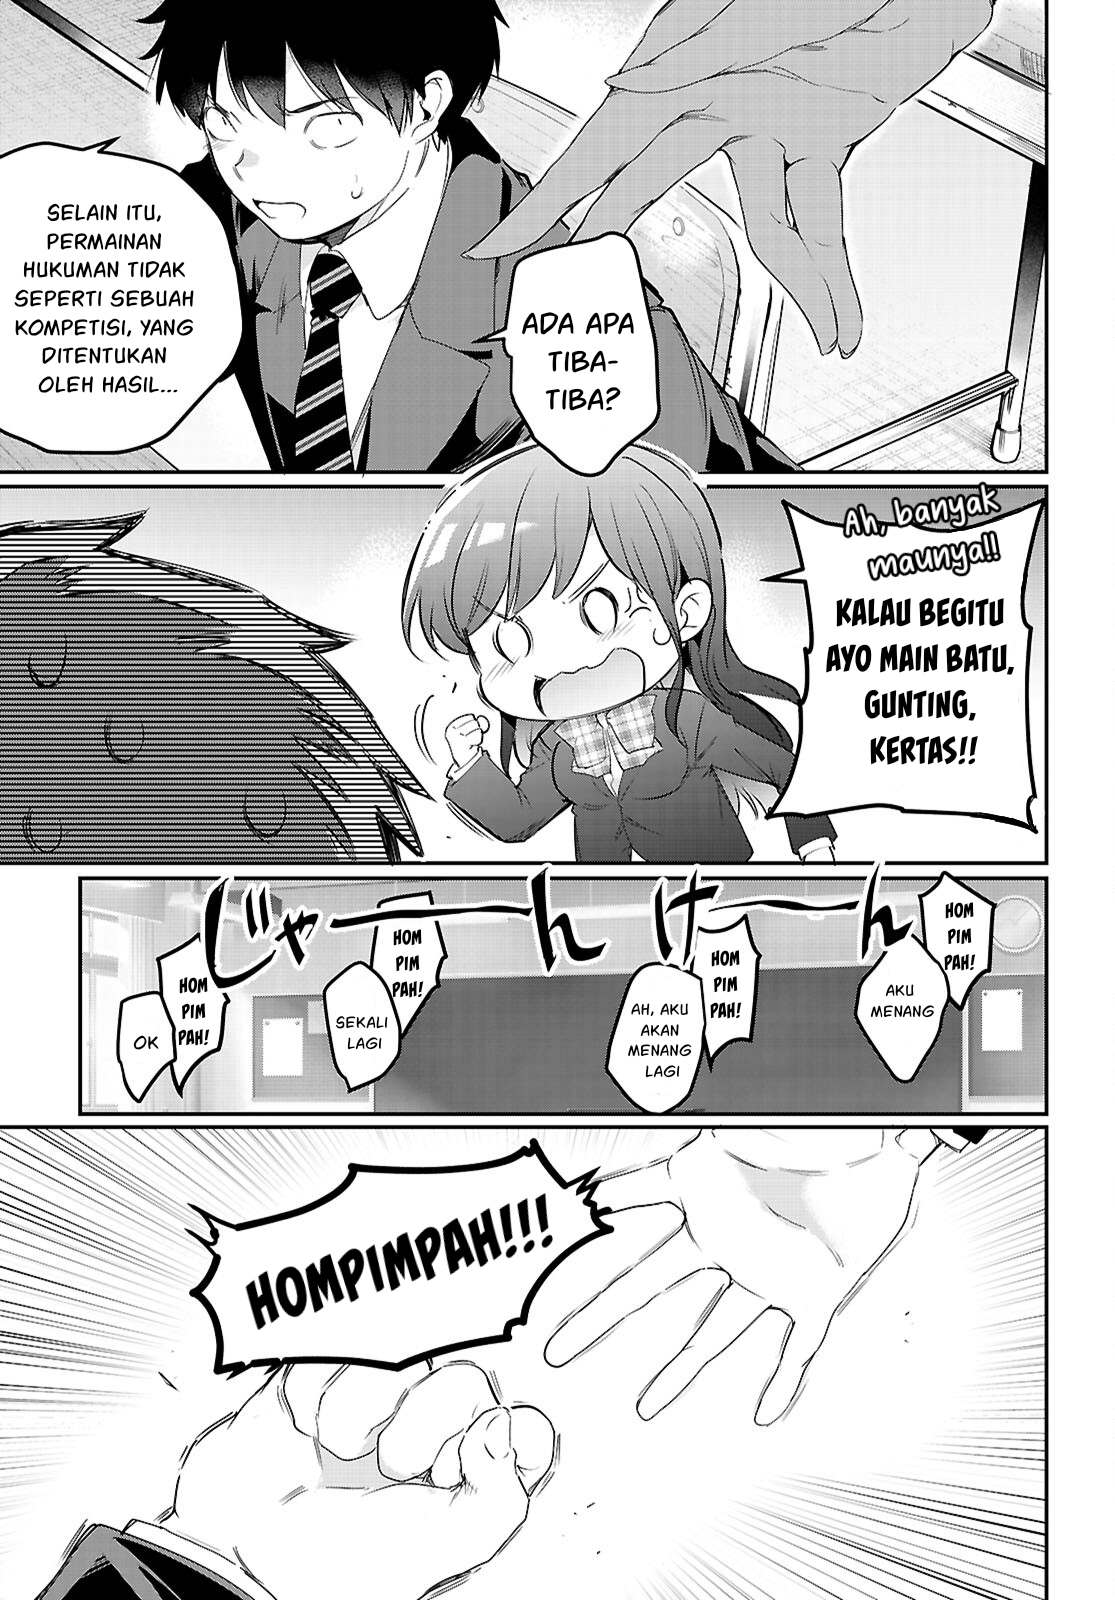 ADA APA
TIBA-
TIBA?
SELAIN ITU,
PERMAINAN
HUKUMAN TIDAK
SEPERTI SEBUAH
KOMPETISI, YANG
DITENTUKAN
OLEH HASIL...
Ah, banyak
maunya!!
KALAU BEGITU
AYO MAIN BATU,
GUNTING,
KERTAS!!
じゃーーんけーーん
HOM
PIM
PAH!
AKU
MENANG
HOM
PIM
PAH!
AH, AKU
AKAN
MENANG
LAGI
HOM
PIM
PAH!
SEKALI
LAGI
HOM
PIM
PAH!
OK
HOMPIMPAH!!!